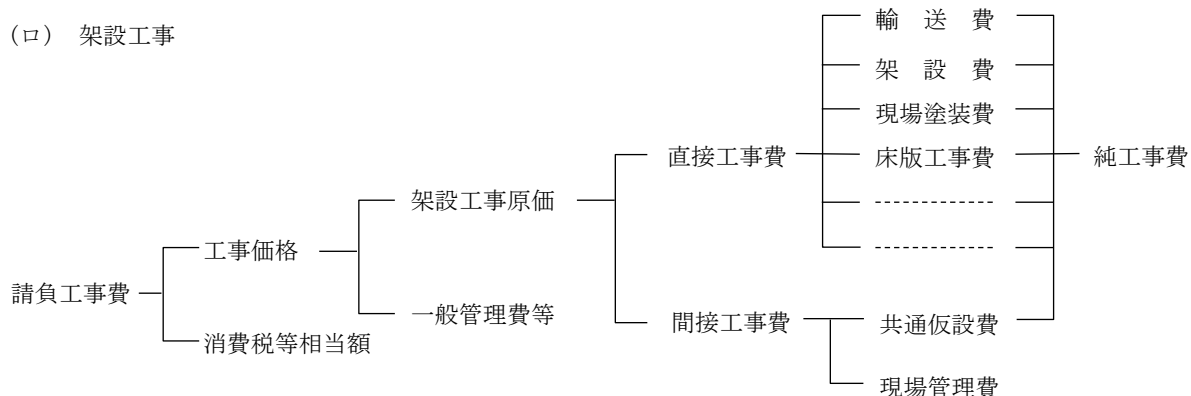 (ロ) 架設工事
輸 送 費
架 設 費
現場塗装費
直接工事費 床版工事費 純工事費
架設工事原価
工事価格
請負工事費
一般管理費等 間接工事費 共通仮設費
消費税等相当額
現場管理費